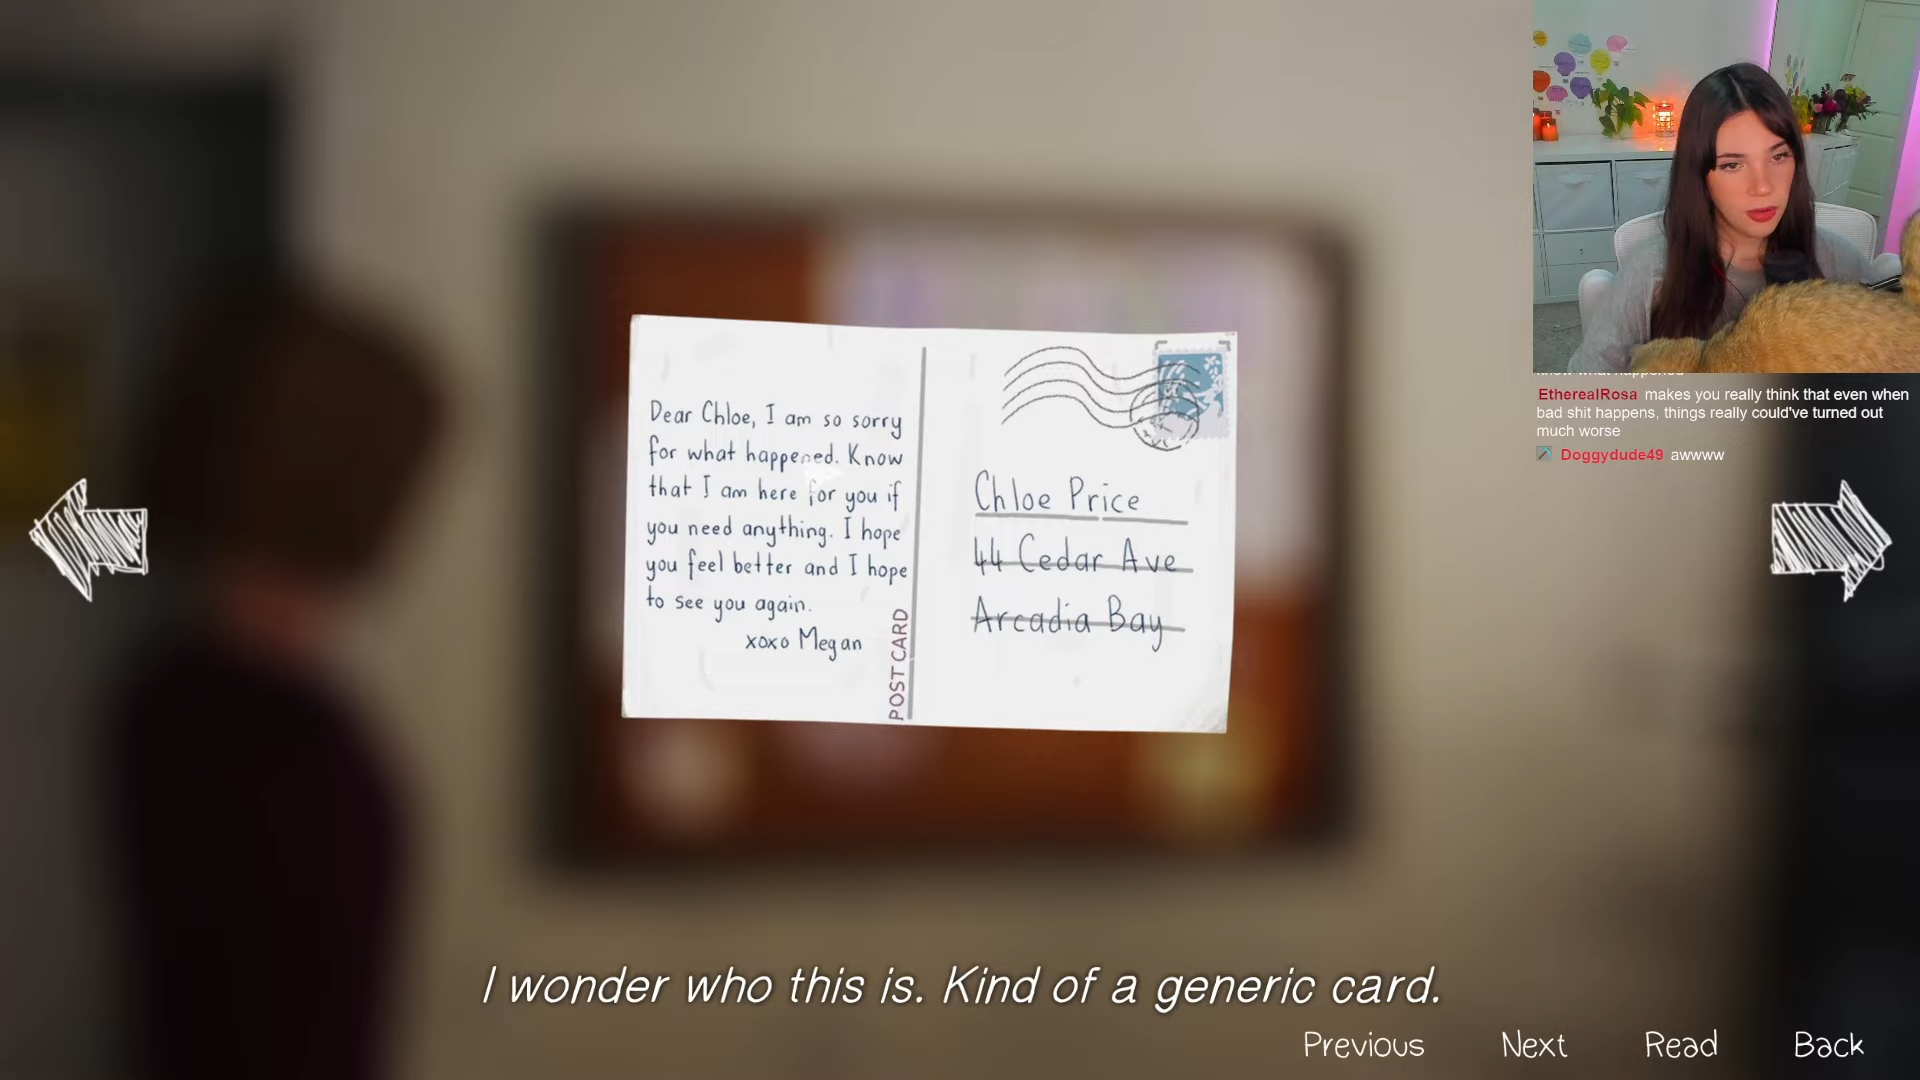 Dear Chloe, I am so sorry
for what happened. Know
that I am here for you if
you need anything. I hope
you feel better and I hope
to see you again.
xoxo Megan
POST CARD
Chloe Price
44 Cedar Ave
Arcadia Bay
know what happened
EtherealRosa makes you really think that even when
bad shit happens, things really could've turned out
much worse
Doggydude49 awwww
I wonder who this is. Kind of a generic card.
Previous Next Read Back